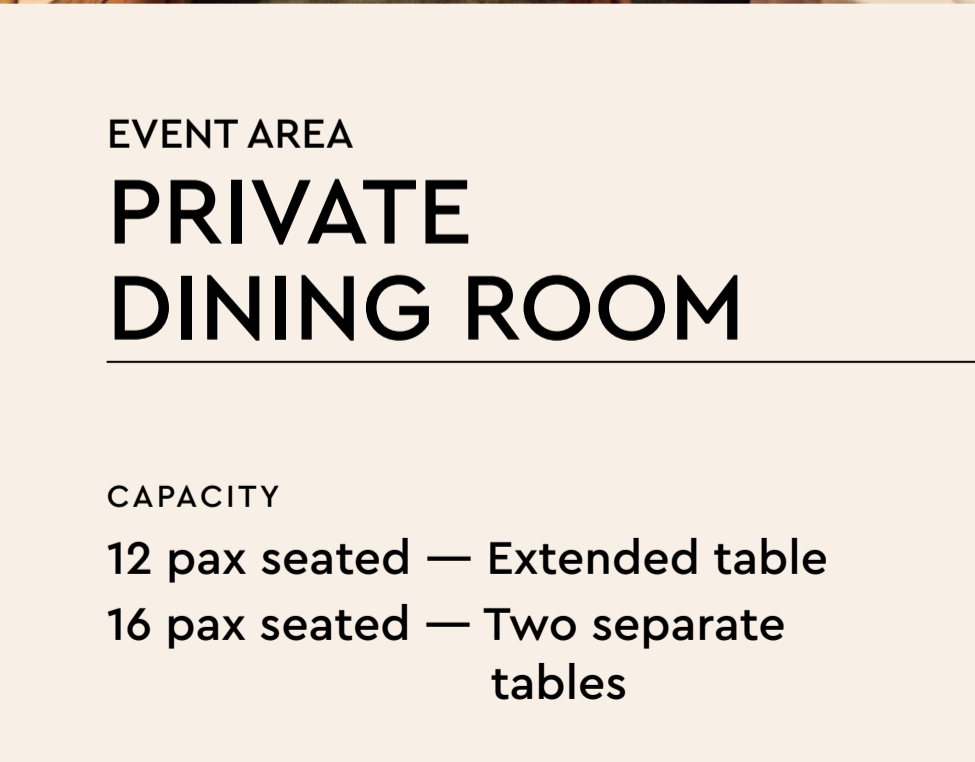 EVENT AREA
PRIVATE
DINING ROOM
CAPACITY
12 pax seated — Extended table
16 pax seated — Two separate
tables